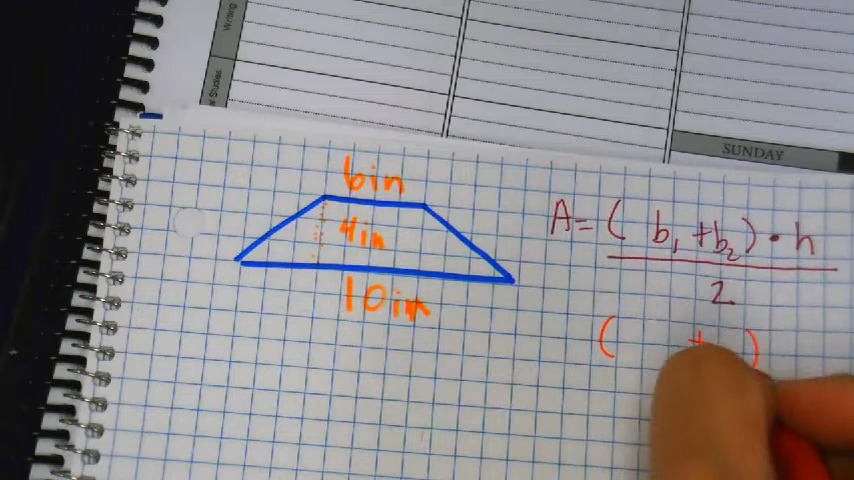 Writing
Studies
SUNDAY
6in
4in
10in
A = ( b₁ + b₂ ) • h
2
( + )